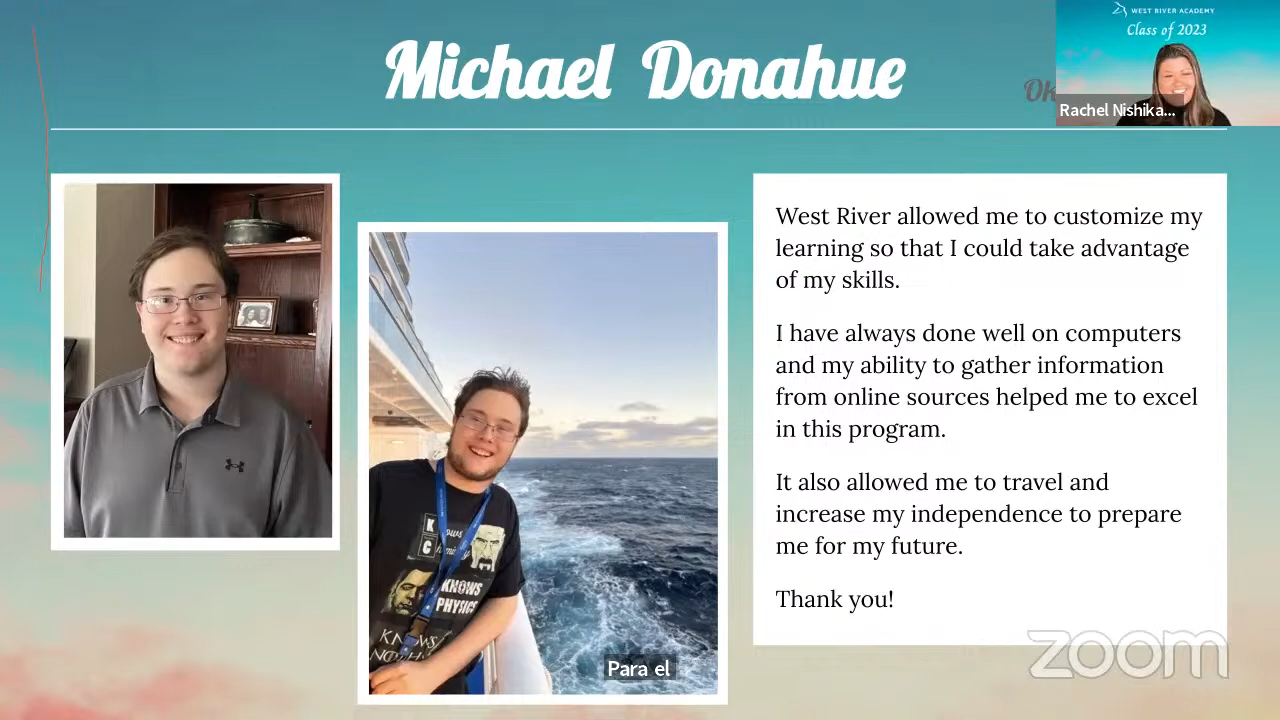 Michael Donahue
WEST RIVER ACADEMY
Class of 2023
Ok
Rachel Nishika...
West River allowed me to customize my
learning so that I could take advantage
of my skills.
I have always done well on computers
and my ability to gather information
from online sources helped me to excel
in this program.
It also allowed me to travel and
increase my independence to prepare
me for my future.
Thank you!
K
C
KNOWS
PHYSICS
KNOWS
Para el
zoom